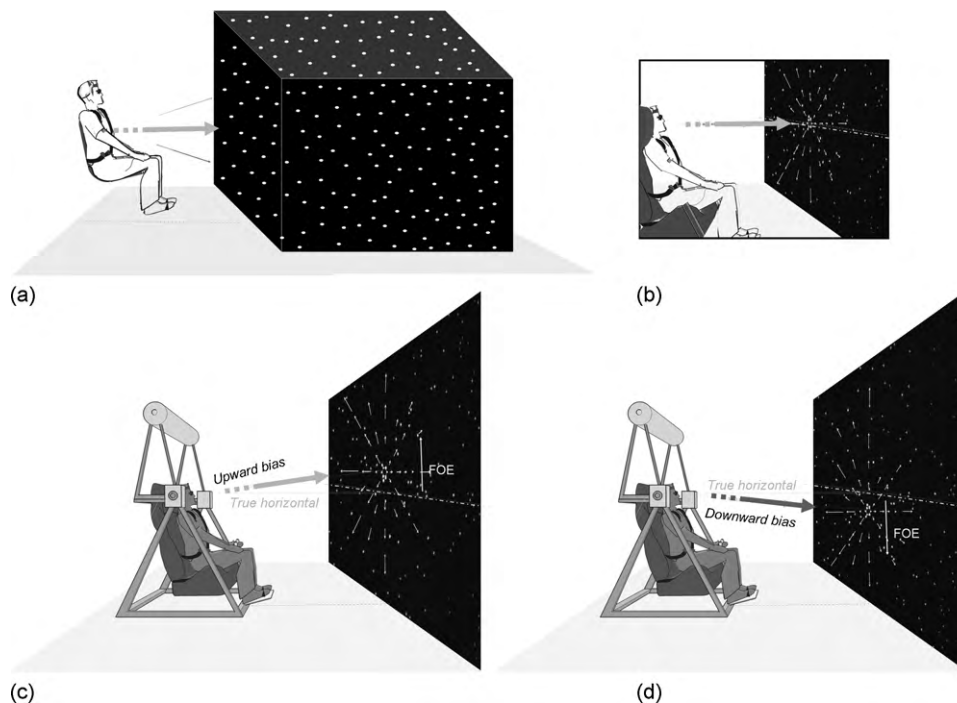 (a)
(b)
Upward bias
True horizontal
FOE
True horizontal
Downward bias
FOE
(c)
(d)